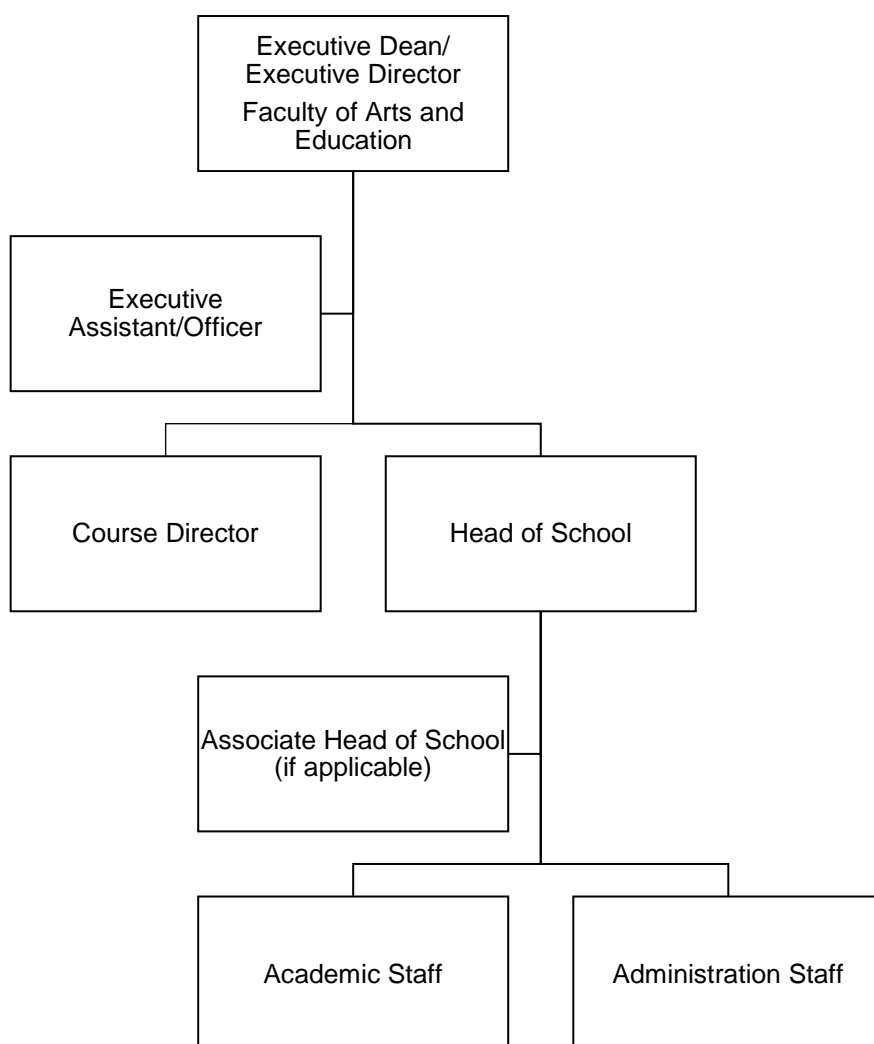 Executive Dean/
Executive Director
Faculty of Arts and
Education
Executive
Assistant/Officer
Course Director
Head of School
Associate Head of School
(if applicable)
Academic Staff
Administration Staff